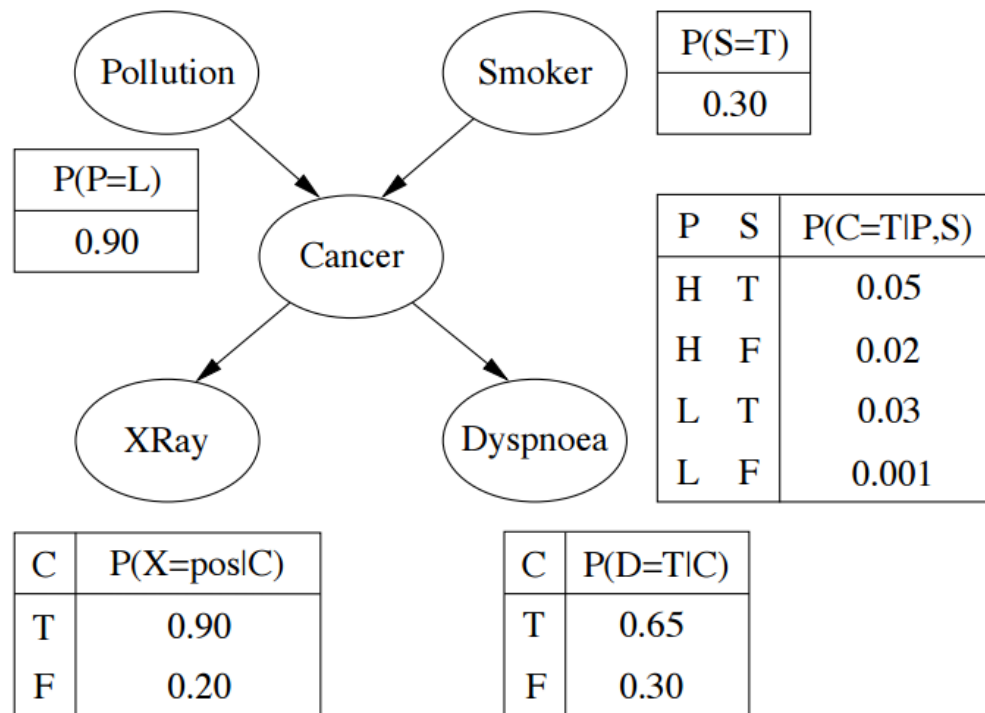 Pollution
Smoker
P(S=T)
0.30
P(P=L)
0.90
Cancer
P S P(C=T|P,S)
H T 0.05
H F 0.02
L T 0.03
L F 0.001
XRay
Dyspnoea
C P(X=pos|C)
T 0.90
F 0.20
C P(D=T|C)
T 0.65
F 0.30